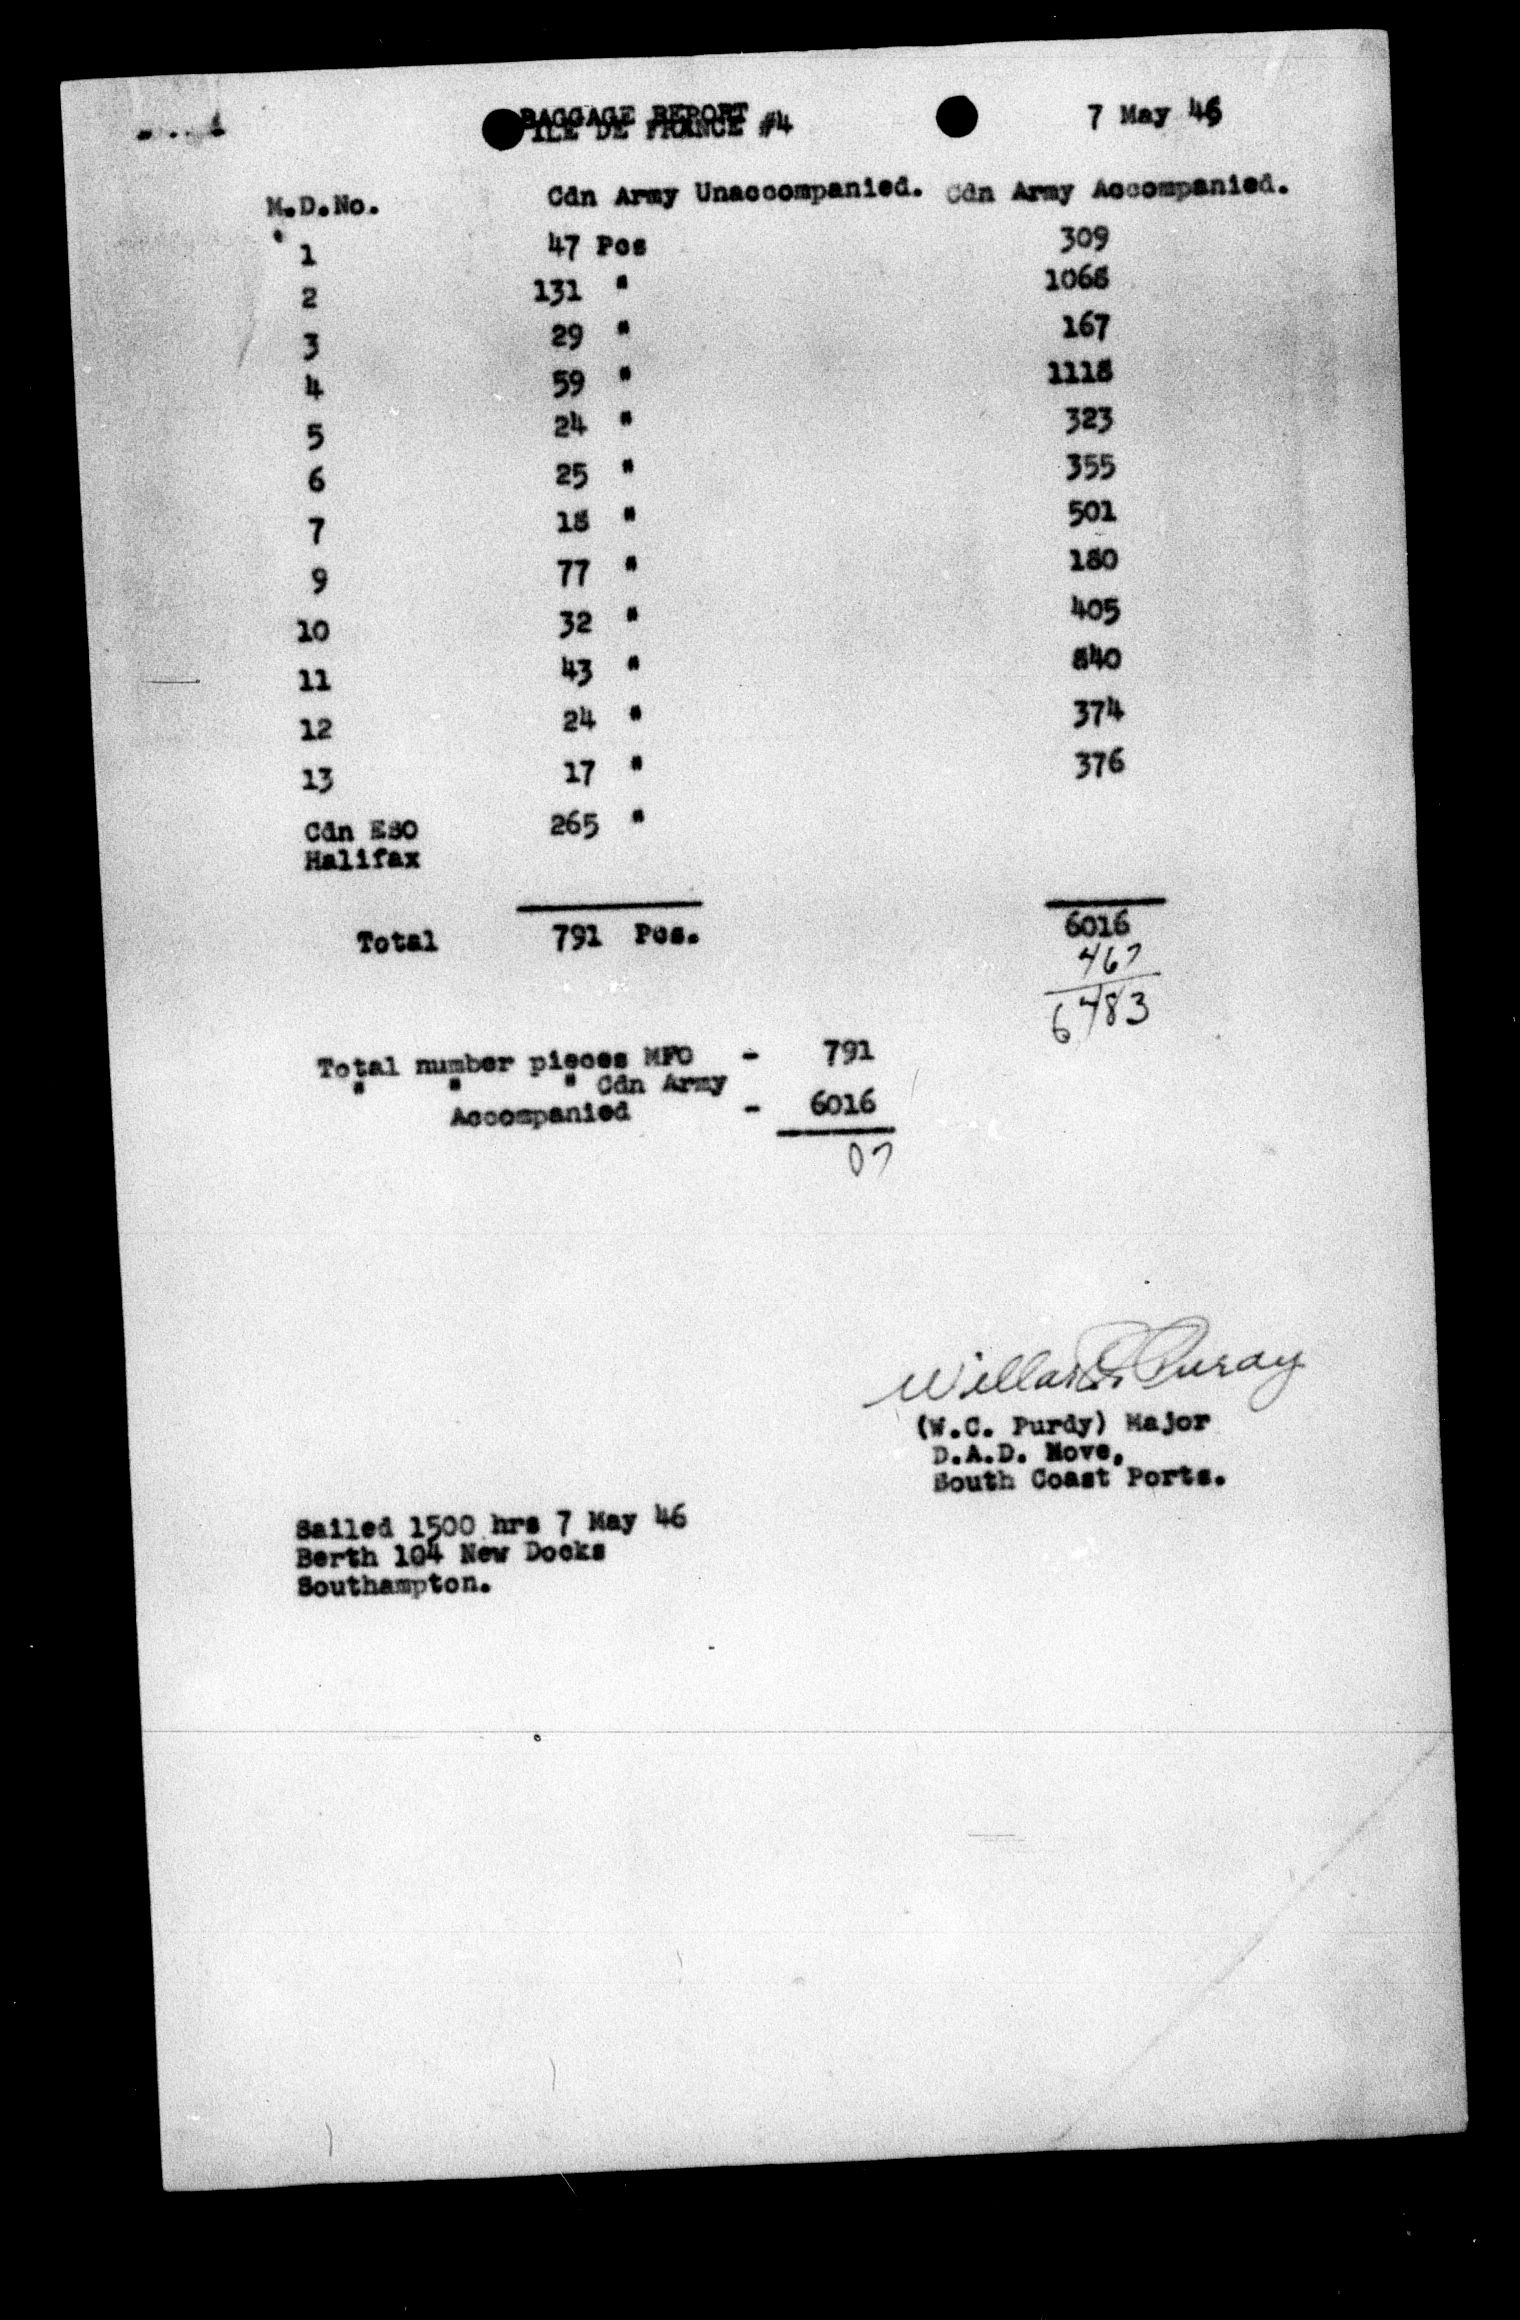 BAGGAGE REPORT
ILE DE FRANCE #4
7 May 46
M.D.No. Cdn Army Unaccompanied. Cdn Army Accompanied.
1 47 Pcs 309
2 131 " 1068
3 29 " 167
4 59 " 1118
5 24 " 323
6 25 " 355
7 18 " 501
9 77 " 180
10 32 " 405
11 43 " 840
12 24 " 374
13 17 " 376
Cdn ESO 265 "
Halifax
Total 791 Pcs. 6016
467
6483
Total number pieces MFO - 791
" " " Cdn Army
Accompanied - 6016
07
Willard C. Purdy
(W.C. Purdy) Major
D.A.D. Move,
South Coast Ports.
Sailed 1500 hrs 7 May 46
Berth 104 New Docks
Southampton.